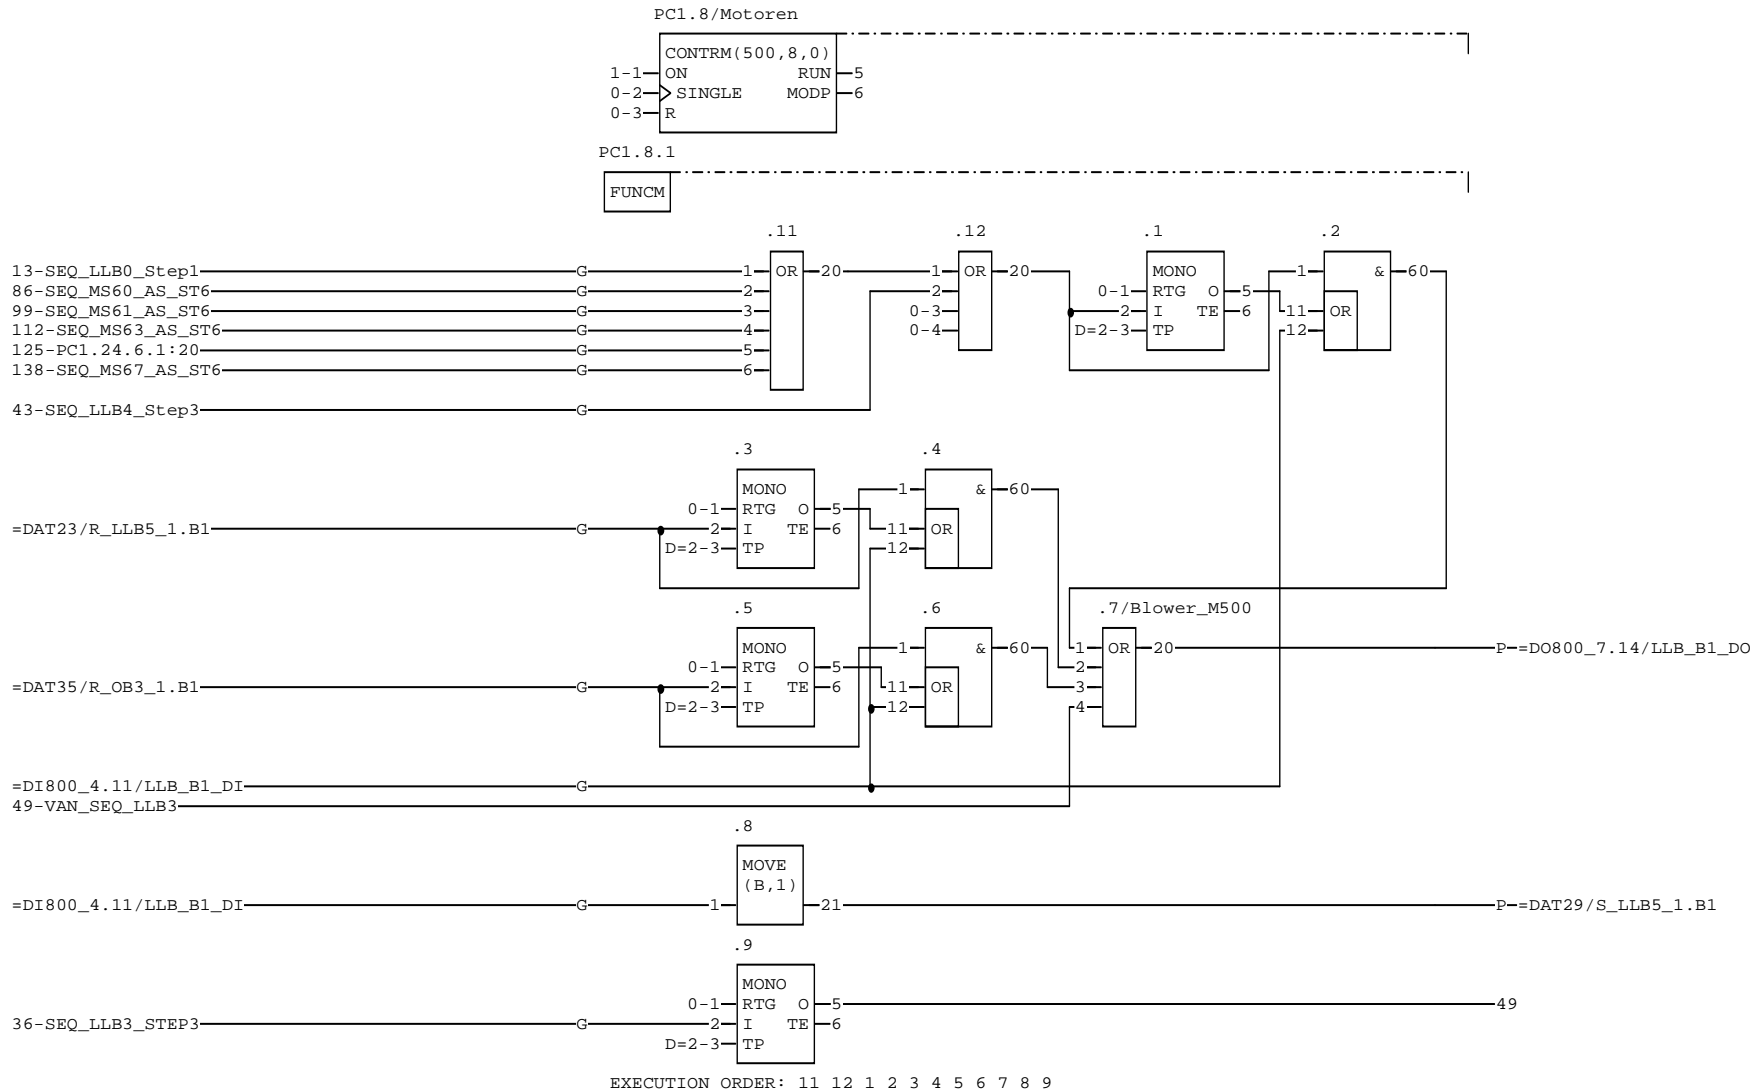 PC1.8/Motoren
CONTRM(500,8,0)
1-1 ON RUN 5
0-2 SINGLE MODP 6
0-3 R
PC1.8.1
FUNCM
.11 .12 .1 .2
13-SEQ_LLB0_Step1 G 1 OR 20 1 OR 20 MONO 1 & 60
86-SEQ_MS60_AS_ST6 G 2 2 0-1 RTG O 5
99-SEQ_MS61_AS_ST6 G 3 0-3 2 I TE 6 11 OR
112-SEQ_MS63_AS_ST6 G 4 0-4 D=2-3 TP 12
125-PC1.24.6.1:20 G 5
138-SEQ_MS67_AS_ST6 G 6
43-SEQ_LLB4_Step3 G
.3 .4
MONO 1 & 60
0-1 RTG O 5
=DAT23/R_LLB5_1.B1 G 2 I TE 6 11 OR
D=2-3 TP 12
.5 .6 .7/Blower_M500
MONO 1 & 60 1 OR 20 P-=DO800_7.14/LLB_B1_DO
0-1 RTG O 5 2
=DAT35/R_OB3_1.B1 G 2 I TE 6 11 OR 3
D=2-3 TP 12 4
=DI800_4.11/LLB_B1_DI G
49-VAN_SEQ_LLB3
.8
MOVE
(B,1)
=DI800_4.11/LLB_B1_DI G 1 21 P-=DAT29/S_LLB5_1.B1
.9
MONO
0-1 RTG O 5 49
36-SEQ_LLB3_STEP3 G 2 I TE 6
D=2-3 TP
EXECUTION ORDER: 11 12 1 2 3 4 5 6 7 8 9